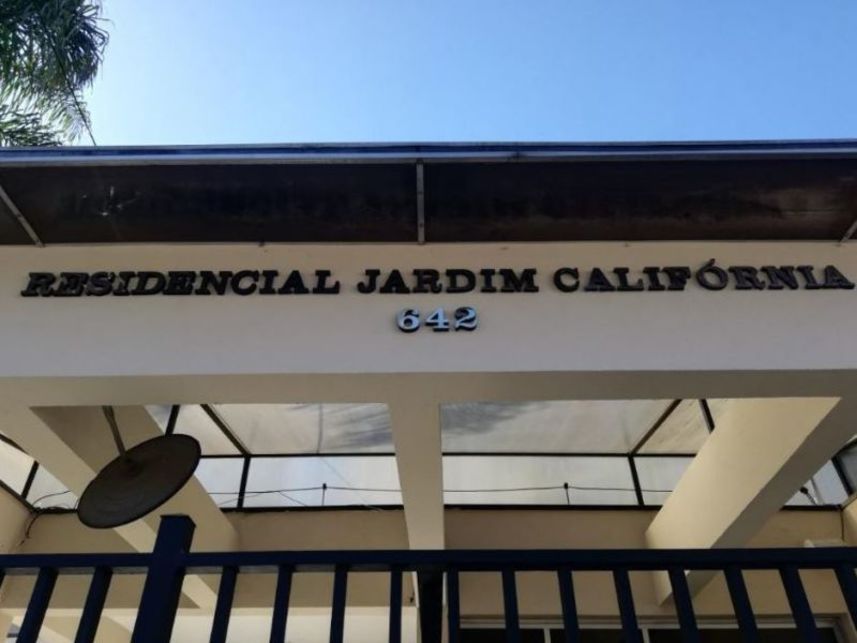 RESIDENCIAL JARDIM CALIFÓRNIA
642